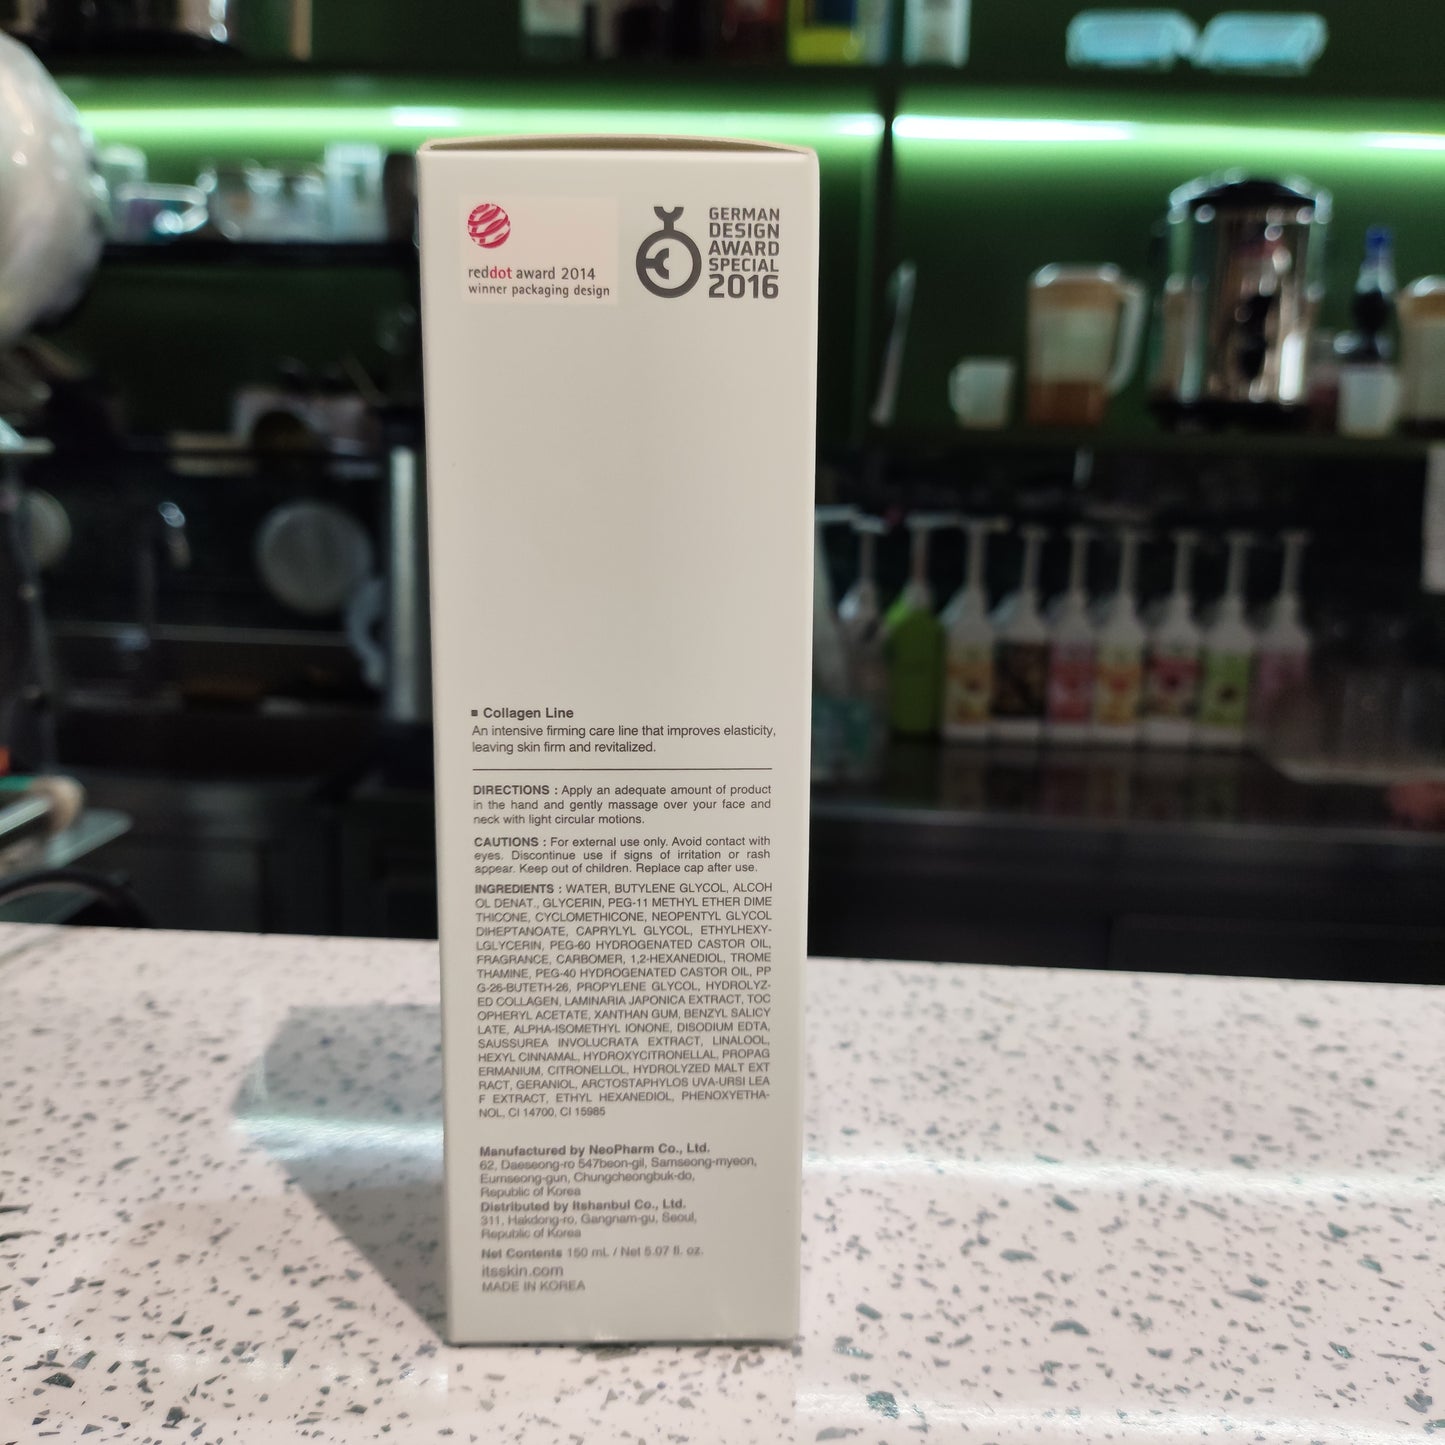 reddot award 2014
winner packaging design
GERMAN
DESIGN
AWARD
SPECIAL
2016
■ Collagen Line
An intensive firming care line that improves elasticity,
leaving skin firm and revitalized.
DIRECTIONS : Apply an adequate amount of product
in the hand and gently massage over your face and
neck with light circular motions.
CAUTIONS : For external use only. Avoid contact with
eyes. Discontinue use if signs of irritation or rash
appear. Keep out of children. Replace cap after use.
INGREDIENTS : WATER, BUTYLENE GLYCOL, ALCOH
OL DENAT., GLYCERIN, PEG-11 METHYL ETHER DIME
THICONE, CYCLOMETHICONE, NEOPENTYL GLYCOL
DIHEPTANOATE, CAPRYLYL GLYCOL, ETHYLHEXY-
LGLYCERIN, PEG-60 HYDROGENATED CASTOR OIL,
FRAGRANCE, CARBOMER, 1,2-HEXANEDIOL, TROME
THAMINE, PEG-40 HYDROGENATED CASTOR OIL, PP
G-26-BUTETH-26, PROPYLENE GLYCOL, HYDROLYZ-
ED COLLAGEN, LAMINARIA JAPONICA EXTRACT, TOC
OPHERYL ACETATE, XANTHAN GUM, BENZYL SALICY
LATE, ALPHA-ISOMETHYL IONONE, DISODIUM EDTA,
SAUSSUREA INVOLUCRATA EXTRACT, LINALOOL,
HEXYL CINNAMAL, HYDROXYCITRONELLAL, PROPAG
ERMANIUM, CITRONELLOL, HYDROLYZED MALT EXT
RACT, GERANIOL, ARCTOSTAPHYLOS UVA-URSI LEA
F EXTRACT, ETHYL HEXANEDIOL, PHENOXYETHA-
NOL, CI 14700, CI 15985
Manufactured by NeoPharm Co., Ltd.
62, Daeseong-ro 547beon-gil, Samseong-myeon,
Eumseong-gun, Chungcheongbuk-do,
Republic of Korea
Distributed by Itshanbul Co., Ltd.
311, Hakdong-ro, Gangnam-gu, Seoul,
Republic of Korea
Net Contents 150 mL / Net 5.07 fl. oz.
itsskin.com
MADE IN KOREA